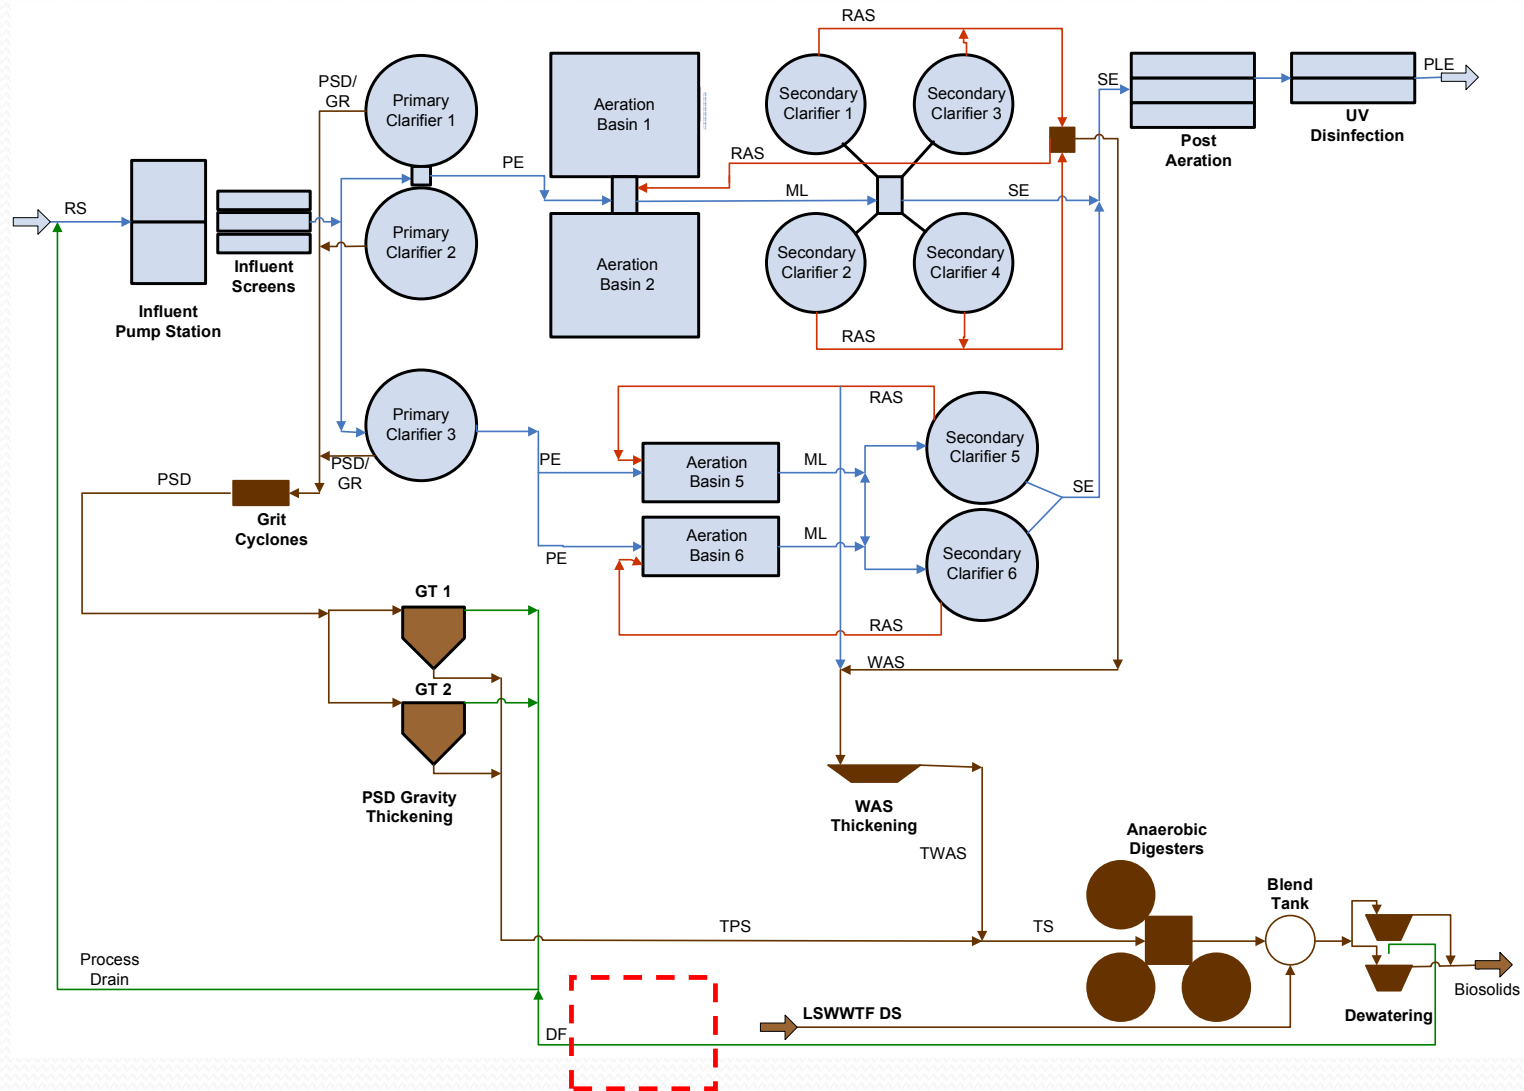 RAS
PSD/
GR
Primary
Clarifier 1
Aeration
Basin 1
Secondary
Clarifier 1
Secondary
Clarifier 3
SE
PLE
Post
Aeration
UV
Disinfection
PE
RAS
ML
SE
RS
Primary
Clarifier 2
Aeration
Basin 2
Secondary
Clarifier 2
Secondary
Clarifier 4
Influent
Screens
Influent
Pump Station
RAS
Primary
Clarifier 3
RAS
PE
Aeration
Basin 5
ML
Secondary
Clarifier 5
PSD/
GR
PSD
SE
Grit
Cyclones
PE
Aeration
Basin 6
ML
Secondary
Clarifier 6
GT 1
RAS
WAS
GT 2
PSD Gravity
Thickening
WAS
Thickening
TWAS
Anaerobic
Digesters
Blend
Tank
TPS
TS
Process
Drain
Biosolids
LSWWTF DS
Dewatering
DF